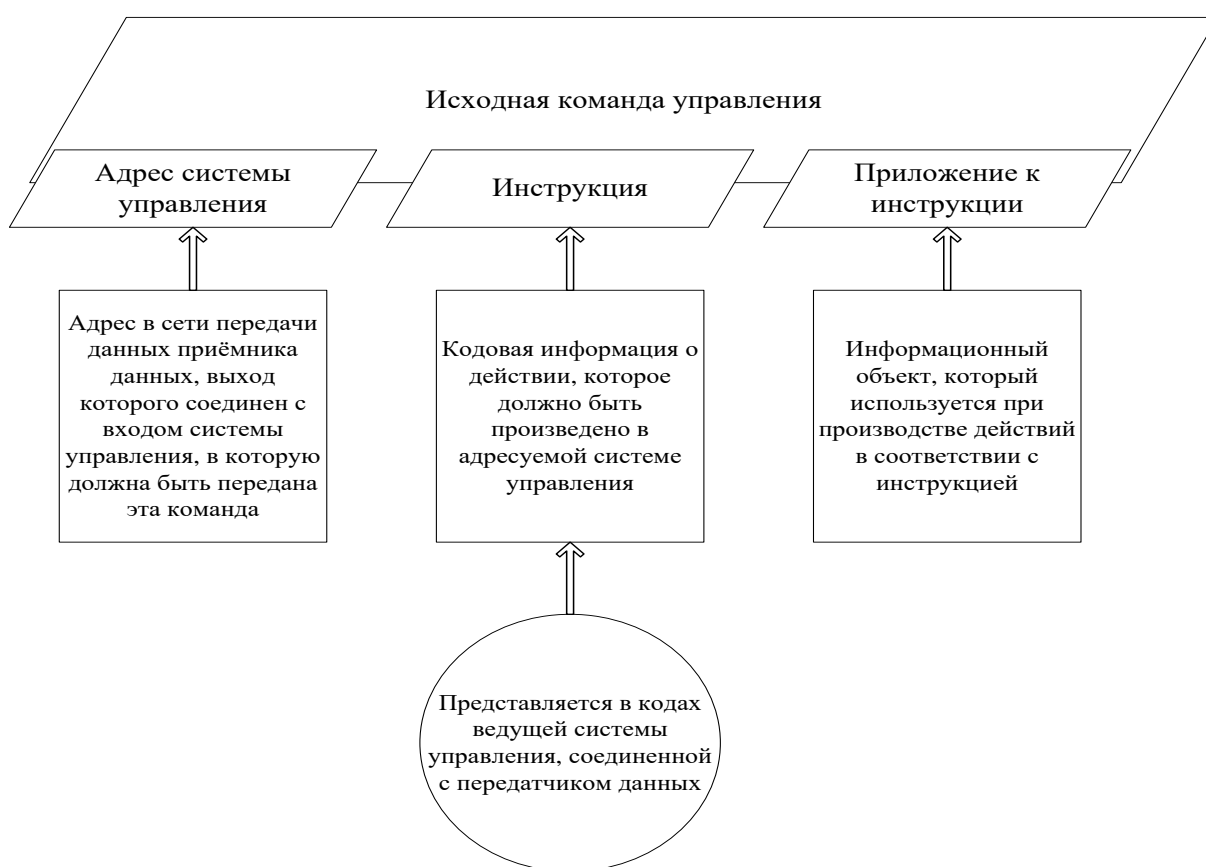 Исходная команда управления
Адрес системы
управления
Инструкция
Приложение к
инструкции
Адрес в сети передачи
данных приёмника
данных, выход
которого соединен с
входом системы
управления, в которую
должна быть передана
эта команда
Кодовая информация о
действии, которое
должно быть
произведено в
адресуемой системе
управления
Информационный
объект, который
используется при
производстве действий
в соответствии с
инструкцией
Представляется в кодах
ведущей системы
управления, соединенной
с передатчиком данных